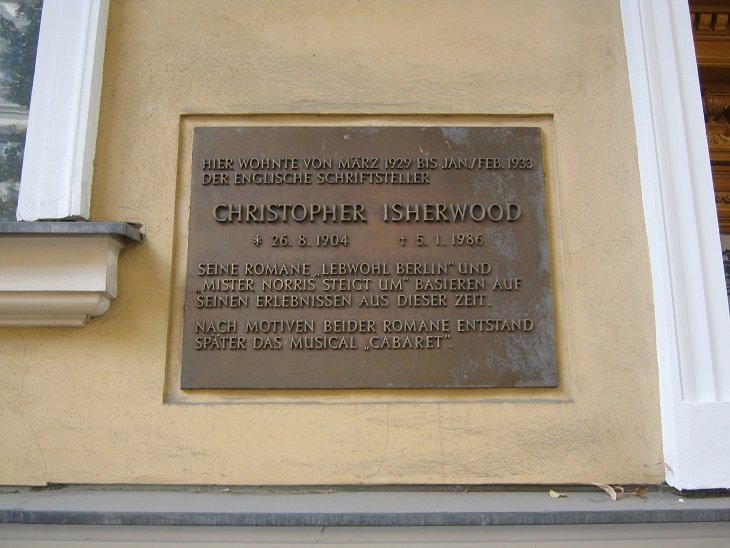 HIER WOHNTE VON MÄRZ 1929 BIS JAN./FEB. 1933
DER ENGLISCHE SCHRIFTSTELLER
CHRISTOPHER ISHERWOOD
* 26. 8. 1904 † 5. 1. 1986
SEINE ROMANE „LEBWOHL BERLIN“ UND
„MISTER NORRIS STEIGT UM“ BASIEREN AUF
SEINEN ERLEBNISSEN AUS DIESER ZEIT.
NACH MOTIVEN BEIDER ROMANE ENTSTAND
SPÄTER DAS MUSICAL „CABARET“.